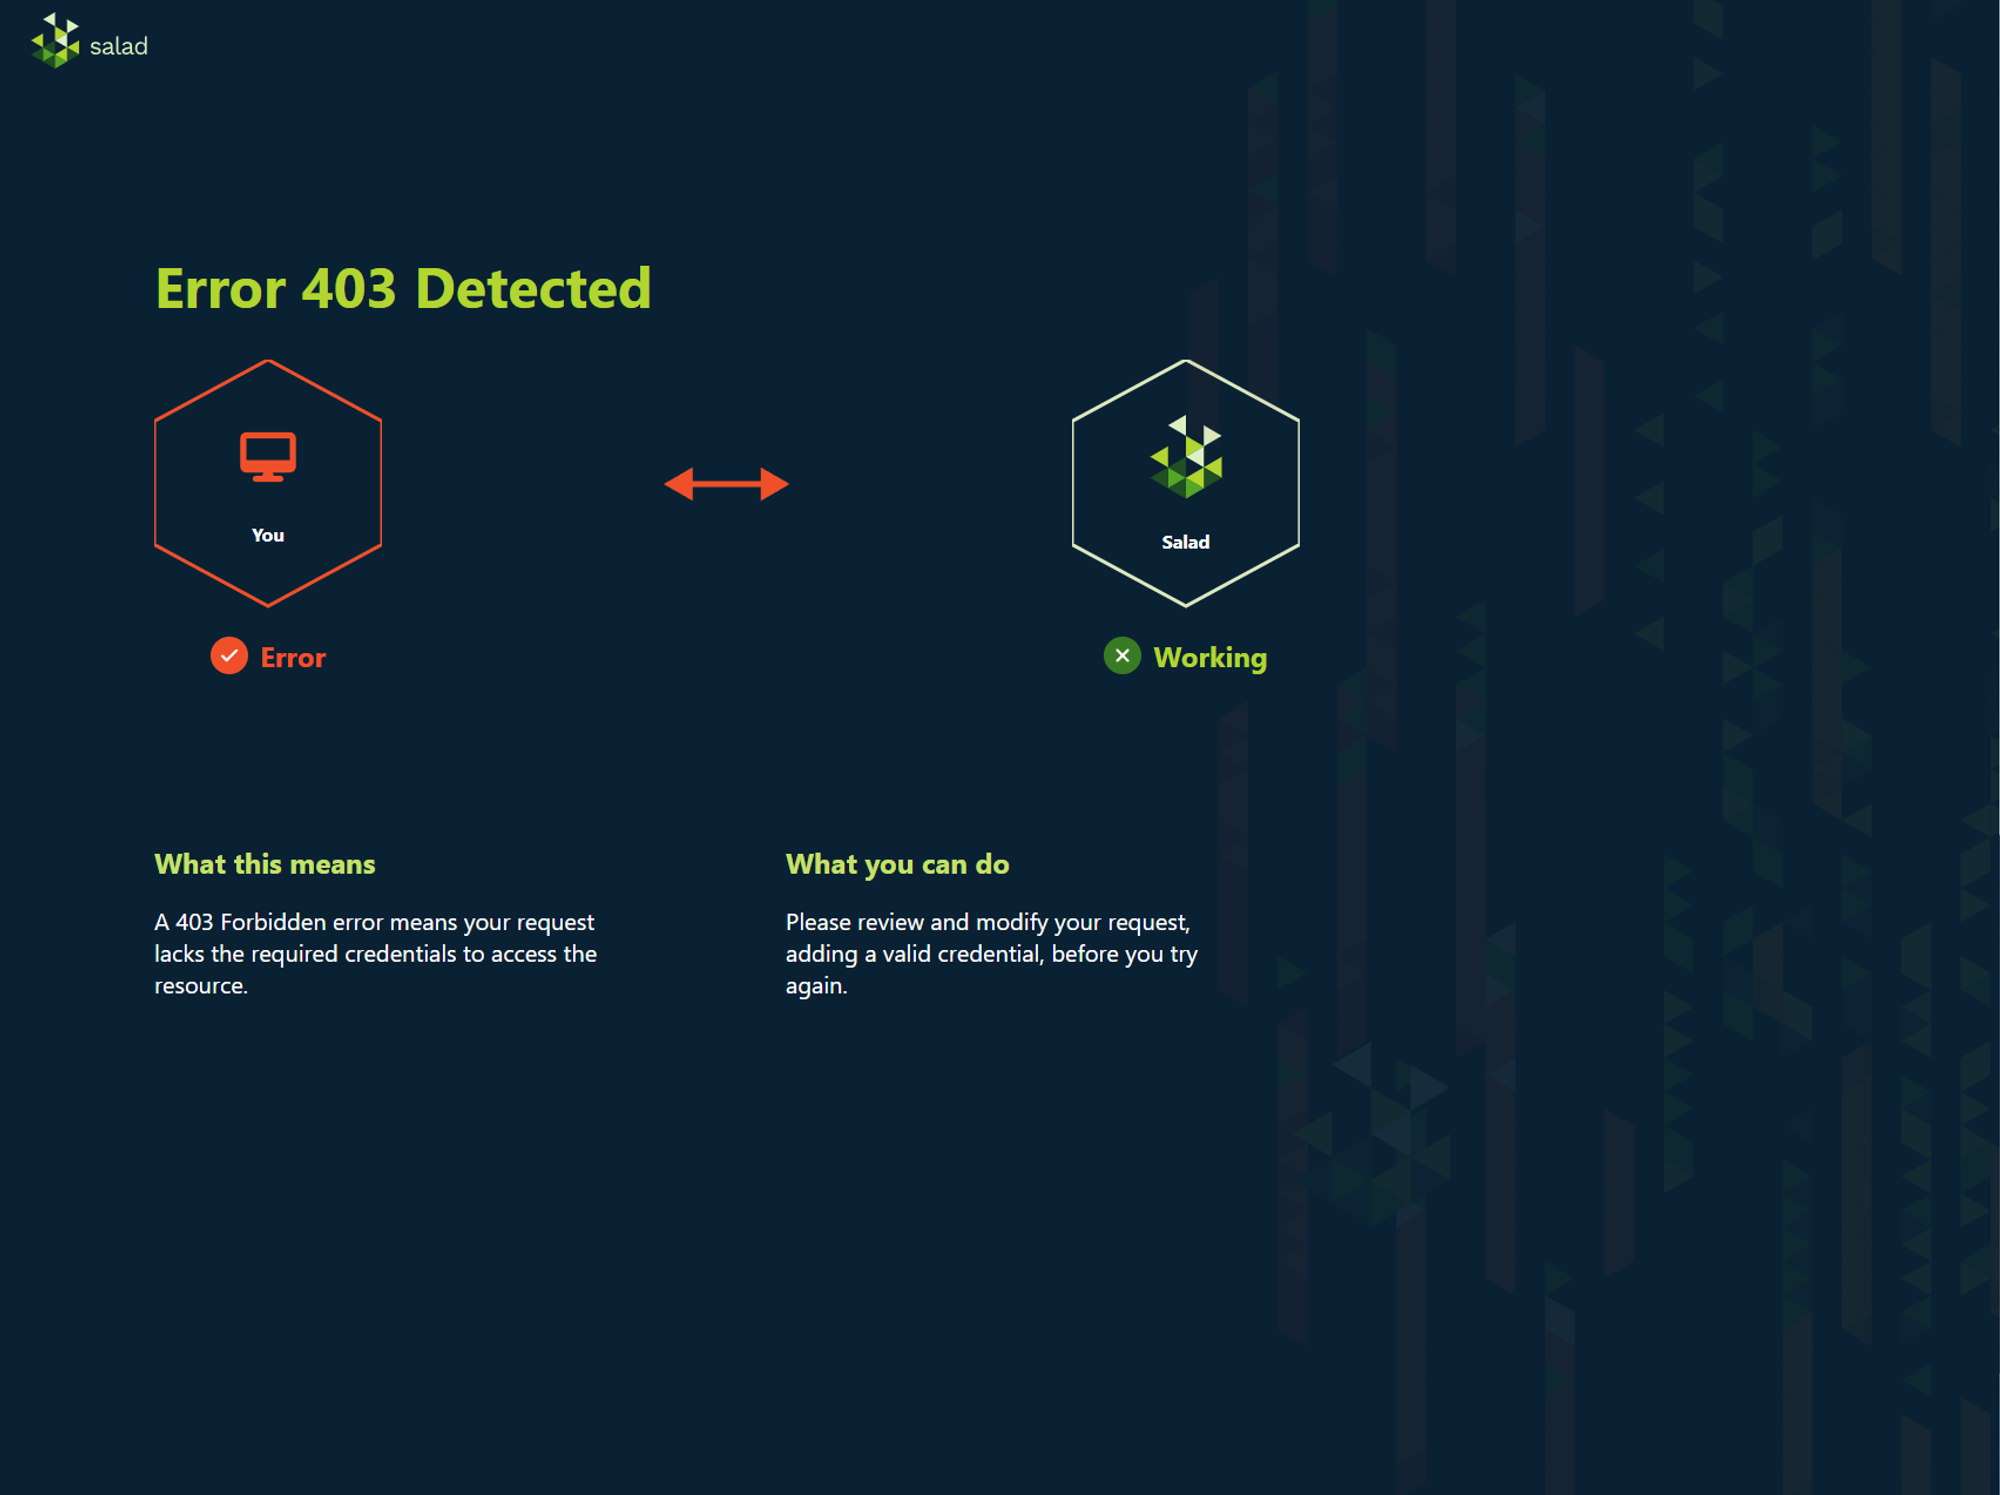 salad
Error 403 Detected
You
Salad
Error
Working
What this means
A 403 Forbidden error means your request
lacks the required credentials to access the
resource.
What you can do
Please review and modify your request,
adding a valid credential, before you try
again.